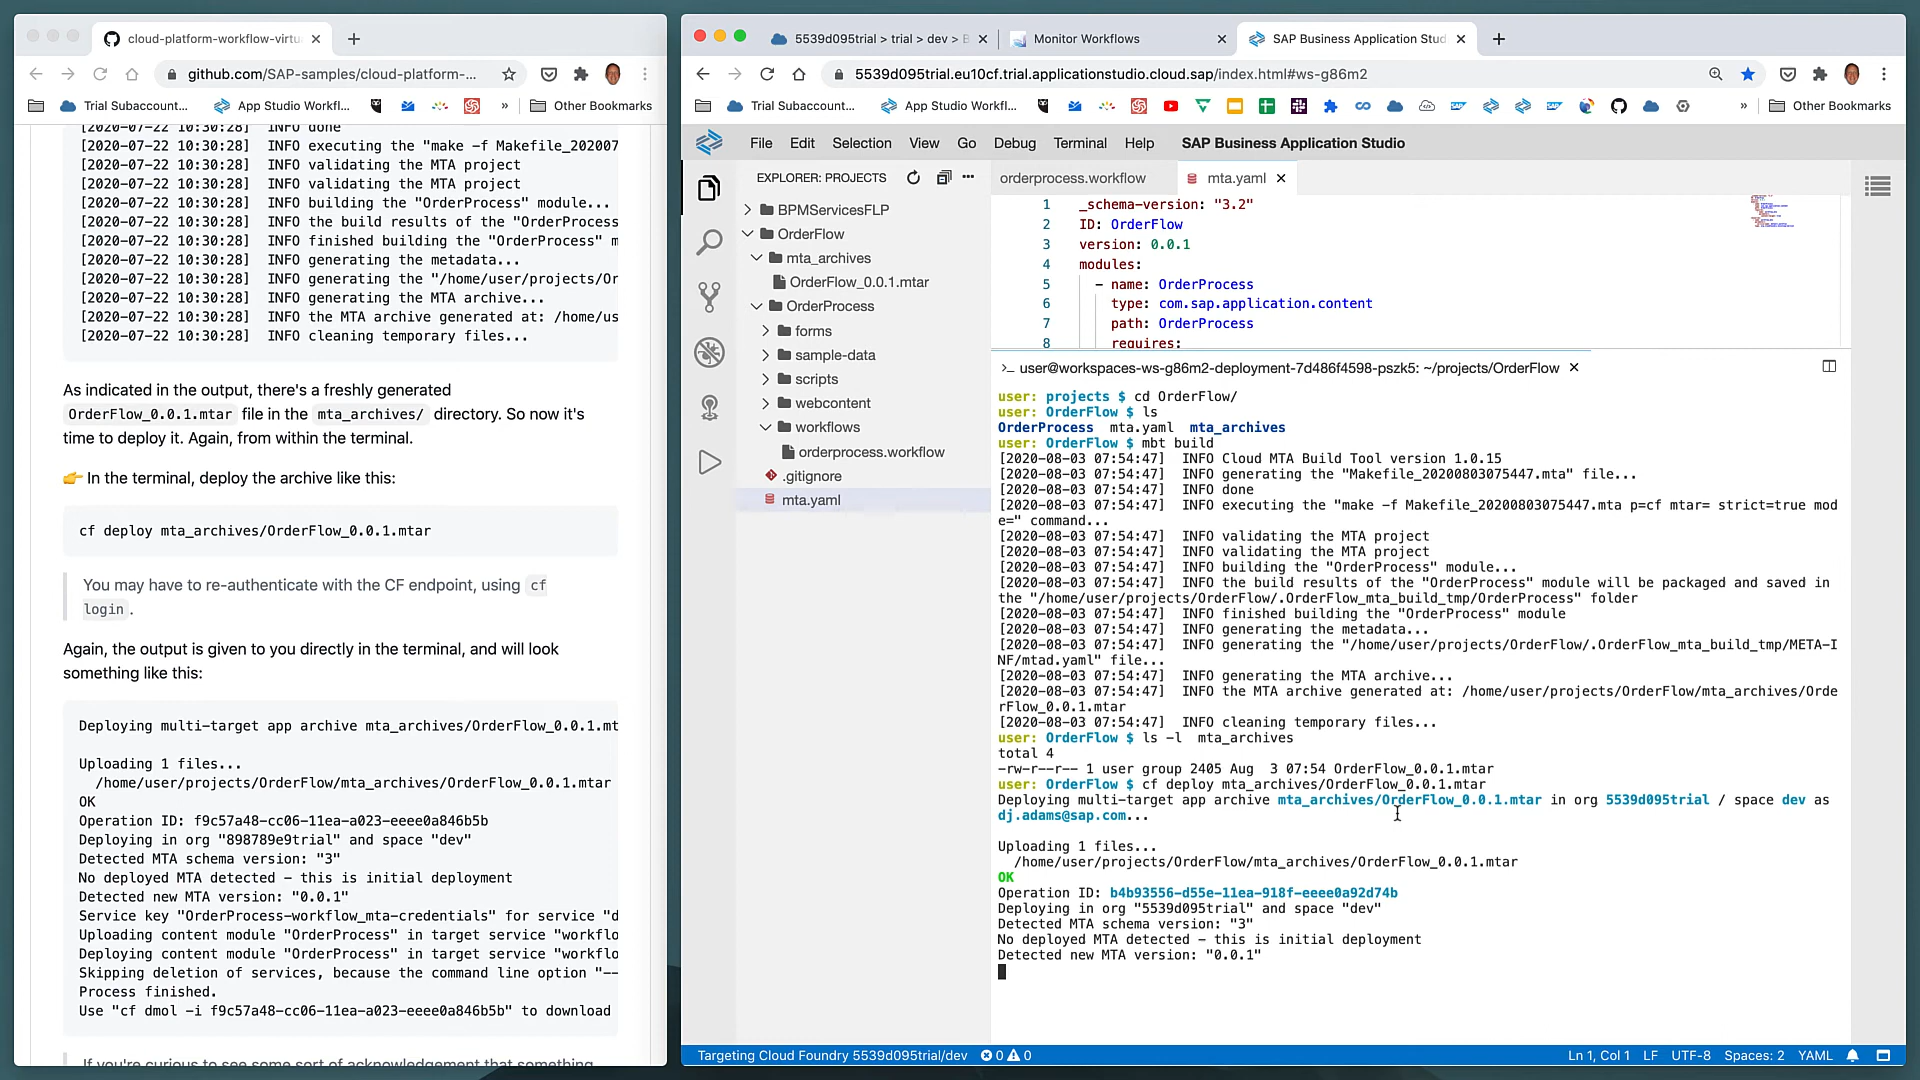 cloud-platform-workflow-virtu
github.com/SAP-samples/cloud-platform-...
Trial Subaccount...
App Studio Workfl...
»
Other Bookmarks
[2020-07-22 10:30:28]  INFO done
[2020-07-22 10:30:28]  INFO executing the "make -f Makefile_202007
[2020-07-22 10:30:28]  INFO validating the MTA project
[2020-07-22 10:30:28]  INFO validating the MTA project
[2020-07-22 10:30:28]  INFO building the "OrderProcess" module...
[2020-07-22 10:30:28]  INFO the build results of the "OrderProcess
[2020-07-22 10:30:28]  INFO finished building the "OrderProcess" m
[2020-07-22 10:30:28]  INFO generating the metadata...
[2020-07-22 10:30:28]  INFO generating the "/home/user/projects/Or
[2020-07-22 10:30:28]  INFO generating the MTA archive...
[2020-07-22 10:30:28]  INFO the MTA archive generated at: /home/us
[2020-07-22 10:30:28]  INFO cleaning temporary files...
As indicated in the output, there's a freshly generated
OrderFlow_0.0.1.mtar file in the mta_archives/ directory. So now it's
time to deploy it. Again, from within the terminal.
👉 In the terminal, deploy the archive like this:
cf deploy mta_archives/OrderFlow_0.0.1.mtar
You may have to re-authenticate with the CF endpoint, using cf
login .
Again, the output is given to you directly in the terminal, and will look
something like this:
Deploying multi-target app archive mta_archives/OrderFlow_0.0.1.mt
Uploading 1 files...
/home/user/projects/OrderFlow/mta_archives/OrderFlow_0.0.1.mtar
OK
Operation ID: f9c57a48-cc06-11ea-a023-eeee0a846b5b
Deploying in org "898789e9trial" and space "dev"
Detected MTA schema version: "3"
No deployed MTA detected - this is initial deployment
Detected new MTA version: "0.0.1"
Service key "OrderProcess-workflow_mta-credentials" for service "d
Uploading content module "OrderProcess" in target service "workflo
Deploying content module "OrderProcess" in target service "workflo
Skipping deletion of services, because the command line option "--
Process finished.
Use "cf dmol -i f9c57a48-cc06-11ea-a023-eeee0a846b5b" to download
If you're curious to see some sort of acknowledgement that something
5539d095trial > trial > dev > B
Monitor Workflows
SAP Business Application Stud
5539d095trial.eu10cf.trial.applicationstudio.cloud.sap/index.html#ws-g86m2
Trial Subaccount...
App Studio Workfl...
»
Other Bookmarks
File
Edit
Selection
View
Go
Debug
Terminal
Help
SAP Business Application Studio
EXPLORER: PROJECTS
BPMServicesFLP
OrderFlow
mta_archives
OrderFlow_0.0.1.mtar
OrderProcess
forms
sample-data
scripts
webcontent
workflows
orderprocess.workflow
.gitignore
mta.yaml
orderprocess.workflow
mta.yaml
1 _schema-version: "3.2"
2 ID: OrderFlow
3 version: 0.0.1
4 modules:
5 - name: OrderProcess
6 type: com.sap.application.content
7 path: OrderProcess
8 requires:
>_ user@workspaces-ws-g86m2-deployment-7d486f4598-pszk5: ~/projects/OrderFlow
user: projects $ cd OrderFlow/
user: OrderFlow $ ls
OrderProcess  mta.yaml  mta_archives
user: OrderFlow $ mbt build
[2020-08-03 07:54:47]  INFO Cloud MTA Build Tool version 1.0.15
[2020-08-03 07:54:47]  INFO generating the "Makefile_20200803075447.mta" file...
[2020-08-03 07:54:47]  INFO done
[2020-08-03 07:54:47]  INFO executing the "make -f Makefile_20200803075447.mta p=cf mtar= strict=true mod
e=" command...
[2020-08-03 07:54:47]  INFO validating the MTA project
[2020-08-03 07:54:47]  INFO validating the MTA project
[2020-08-03 07:54:47]  INFO building the "OrderProcess" module...
[2020-08-03 07:54:47]  INFO the build results of the "OrderProcess" module will be packaged and saved in
the "/home/user/projects/OrderFlow/.OrderFlow_mta_build_tmp/OrderProcess" folder
[2020-08-03 07:54:47]  INFO finished building the "OrderProcess" module
[2020-08-03 07:54:47]  INFO generating the metadata...
[2020-08-03 07:54:47]  INFO generating the "/home/user/projects/OrderFlow/.OrderFlow_mta_build_tmp/META-I
NF/mtad.yaml" file...
[2020-08-03 07:54:47]  INFO generating the MTA archive...
[2020-08-03 07:54:47]  INFO the MTA archive generated at: /home/user/projects/OrderFlow/mta_archives/Orde
rFlow_0.0.1.mtar
[2020-08-03 07:54:47]  INFO cleaning temporary files...
user: OrderFlow $ ls -l  mta_archives
total 4
-rw-r--r-- 1 user group 2405 Aug  3 07:54 OrderFlow_0.0.1.mtar
user: OrderFlow $ cf deploy mta_archives/OrderFlow_0.0.1.mtar
Deploying multi-target app archive mta_archives/OrderFlow_0.0.1.mtar in org 5539d095trial / space dev as
dj.adams@sap.com...
Uploading 1 files...
/home/user/projects/OrderFlow/mta_archives/OrderFlow_0.0.1.mtar
OK
Operation ID: b4b93556-d55e-11ea-918f-eeee0a92d74b
Deploying in org "5539d095trial" and space "dev"
Detected MTA schema version: "3"
No deployed MTA detected - this is initial deployment
Detected new MTA version: "0.0.1"
Targeting Cloud Foundry 5539d095trial/dev
0
0
Ln 1, Col 1
LF
UTF-8
Spaces: 2
YAML